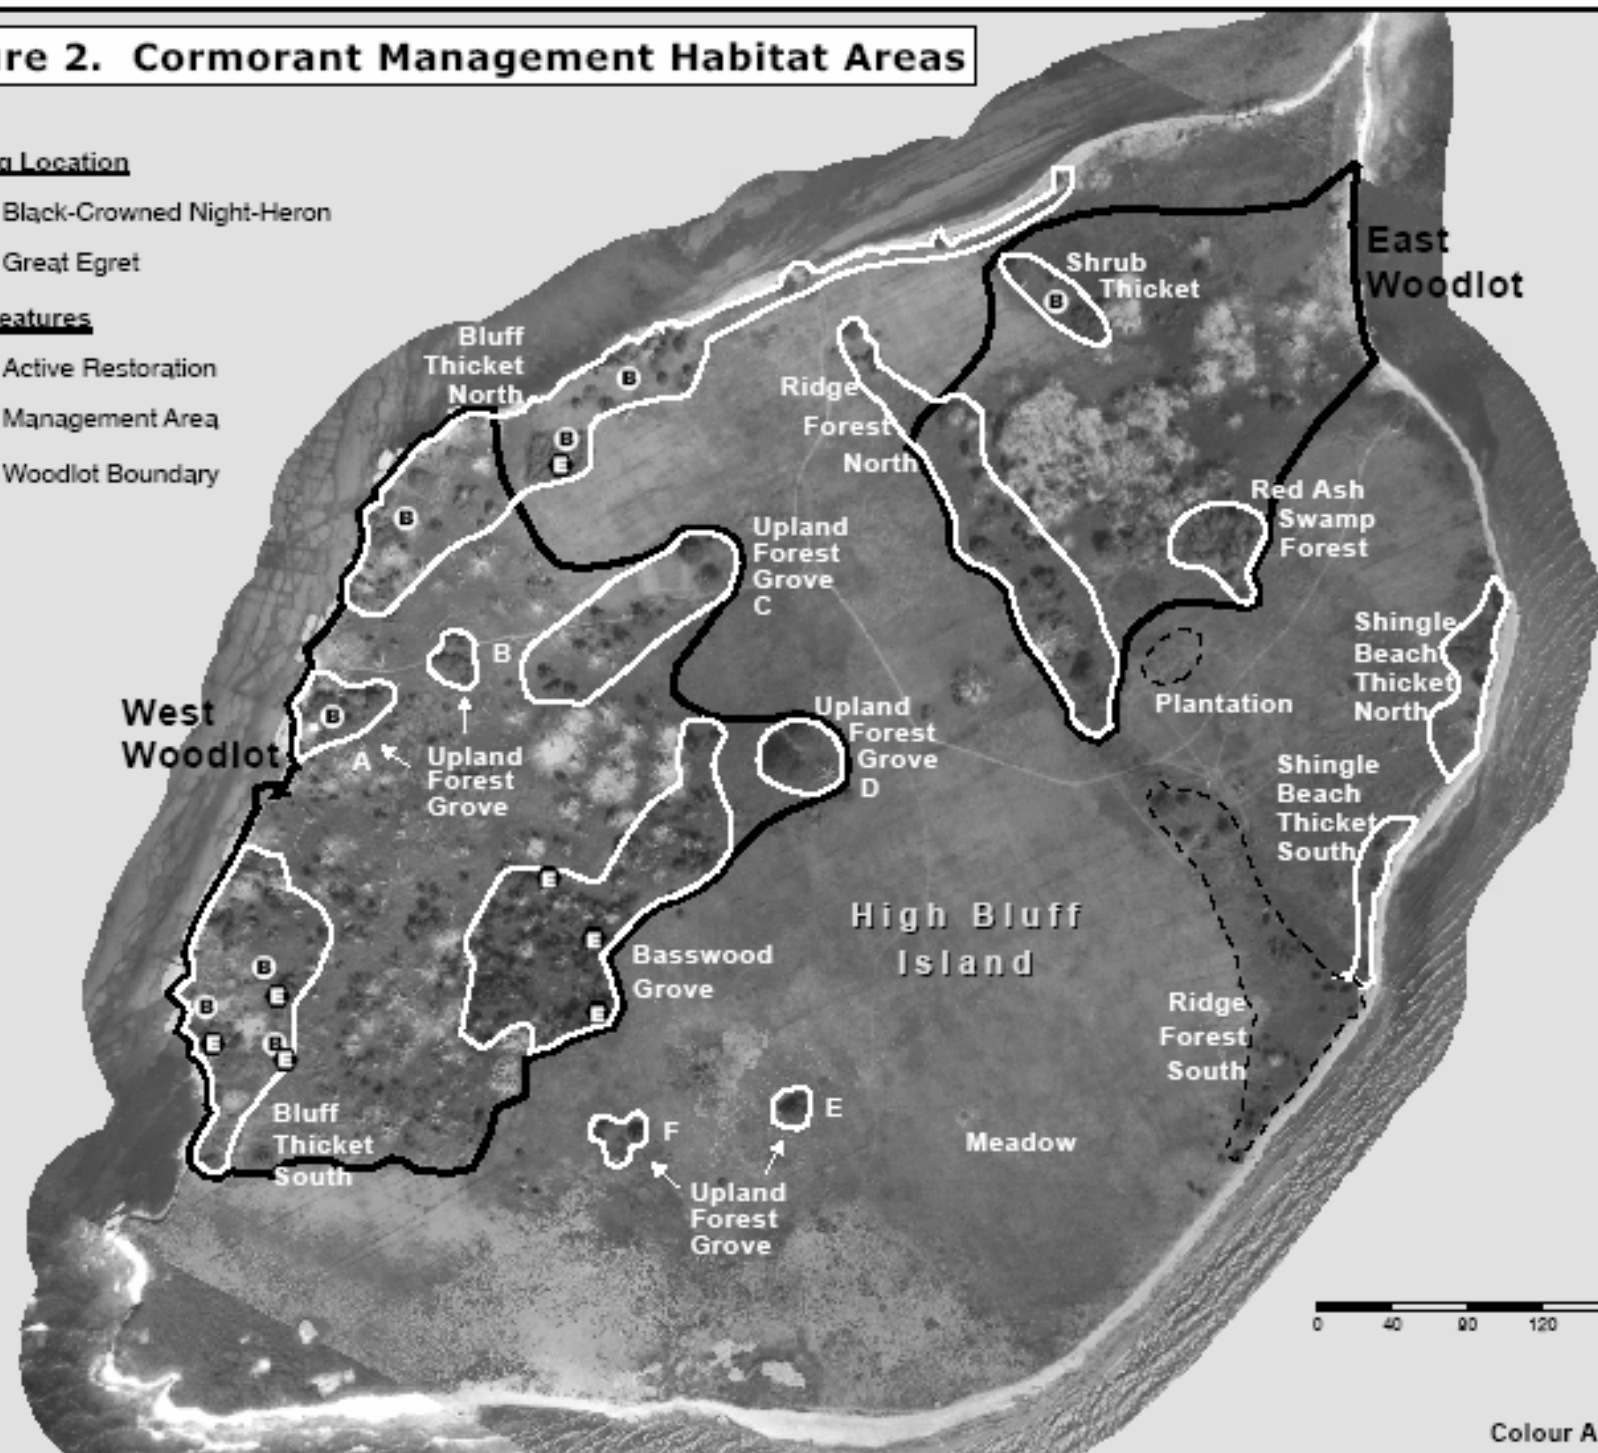 re 2. Cormorant Management Habitat Areas
g Location
Black-Crowned Night-Heron
Great Egret
eatures
Active Restoration
Management Area
Woodlot Boundary
East
Woodlot
Shrub
Thicket
B
Bluff
Thicket
North
B
B
E
B
Ridge
Forest
North
Red Ash
Swamp
Forest
Upland
Forest
Grove
C
B
Shingle
Beach
Thicket
North
Plantation
West
Woodlot
B
A
Upland
Forest
Grove
Upland
Forest
Grove
D
Shingle
Beach
Thicket
South
E
E
E
Basswood
Grove
High Bluff
Island
B
E
B
E
B
E
Ridge
Forest
South
Bluff
Thicket
South
F
E
Upland
Forest
Grove
Meadow
0 40 80 120
Colour A